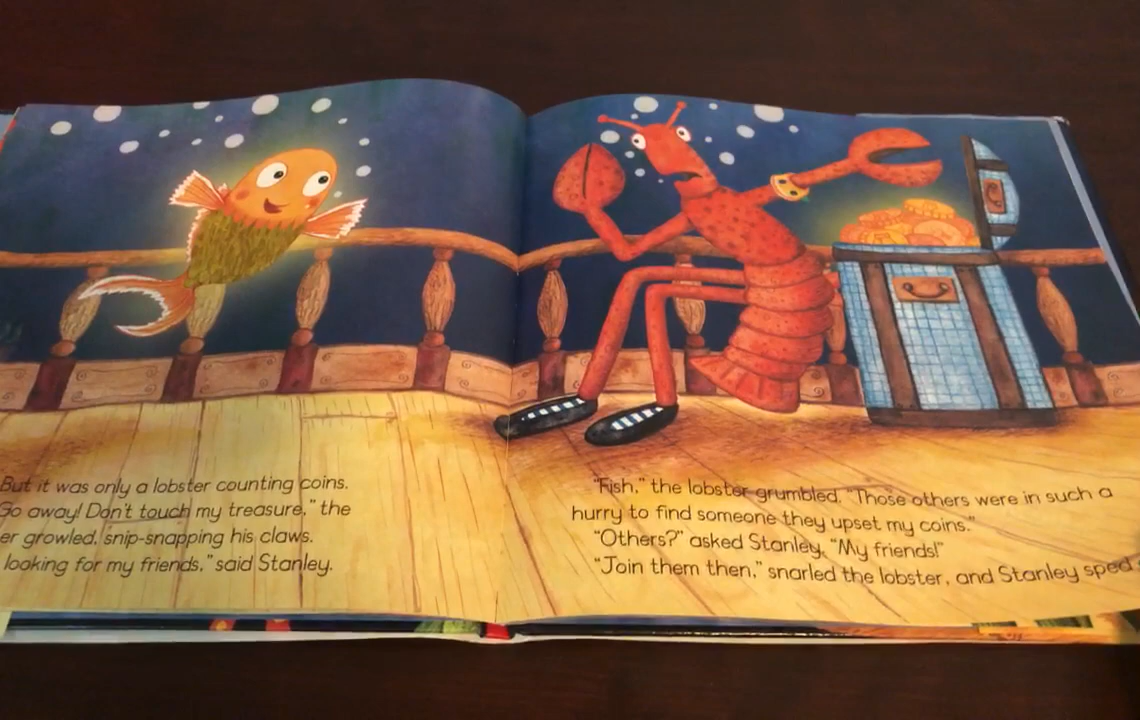 But it was only a lobster counting coins.
Go away! Don't touch my treasure," the
er growled, snip-snapping his claws.
looking for my friends," said Stanley.
"Fish," the lobster grumbled. "Those others were in such a
hurry to find someone they upset my coins."
"Others?" asked Stanley. "My friends!"
"Join them then," snarled the lobster, and Stanley sped